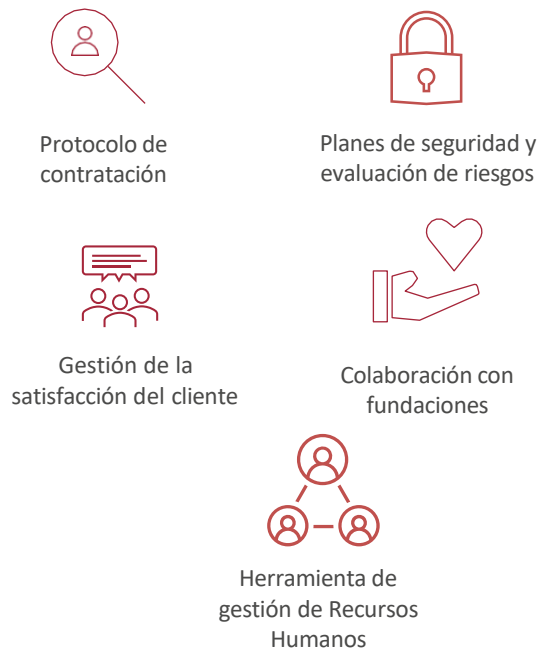 Protocolo de
contratación
Planes de seguridad y
evaluación de riesgos
Gestión de la
satisfacción del cliente
Colaboración con
fundaciones
Herramienta de
gestión de Recursos
Humanos